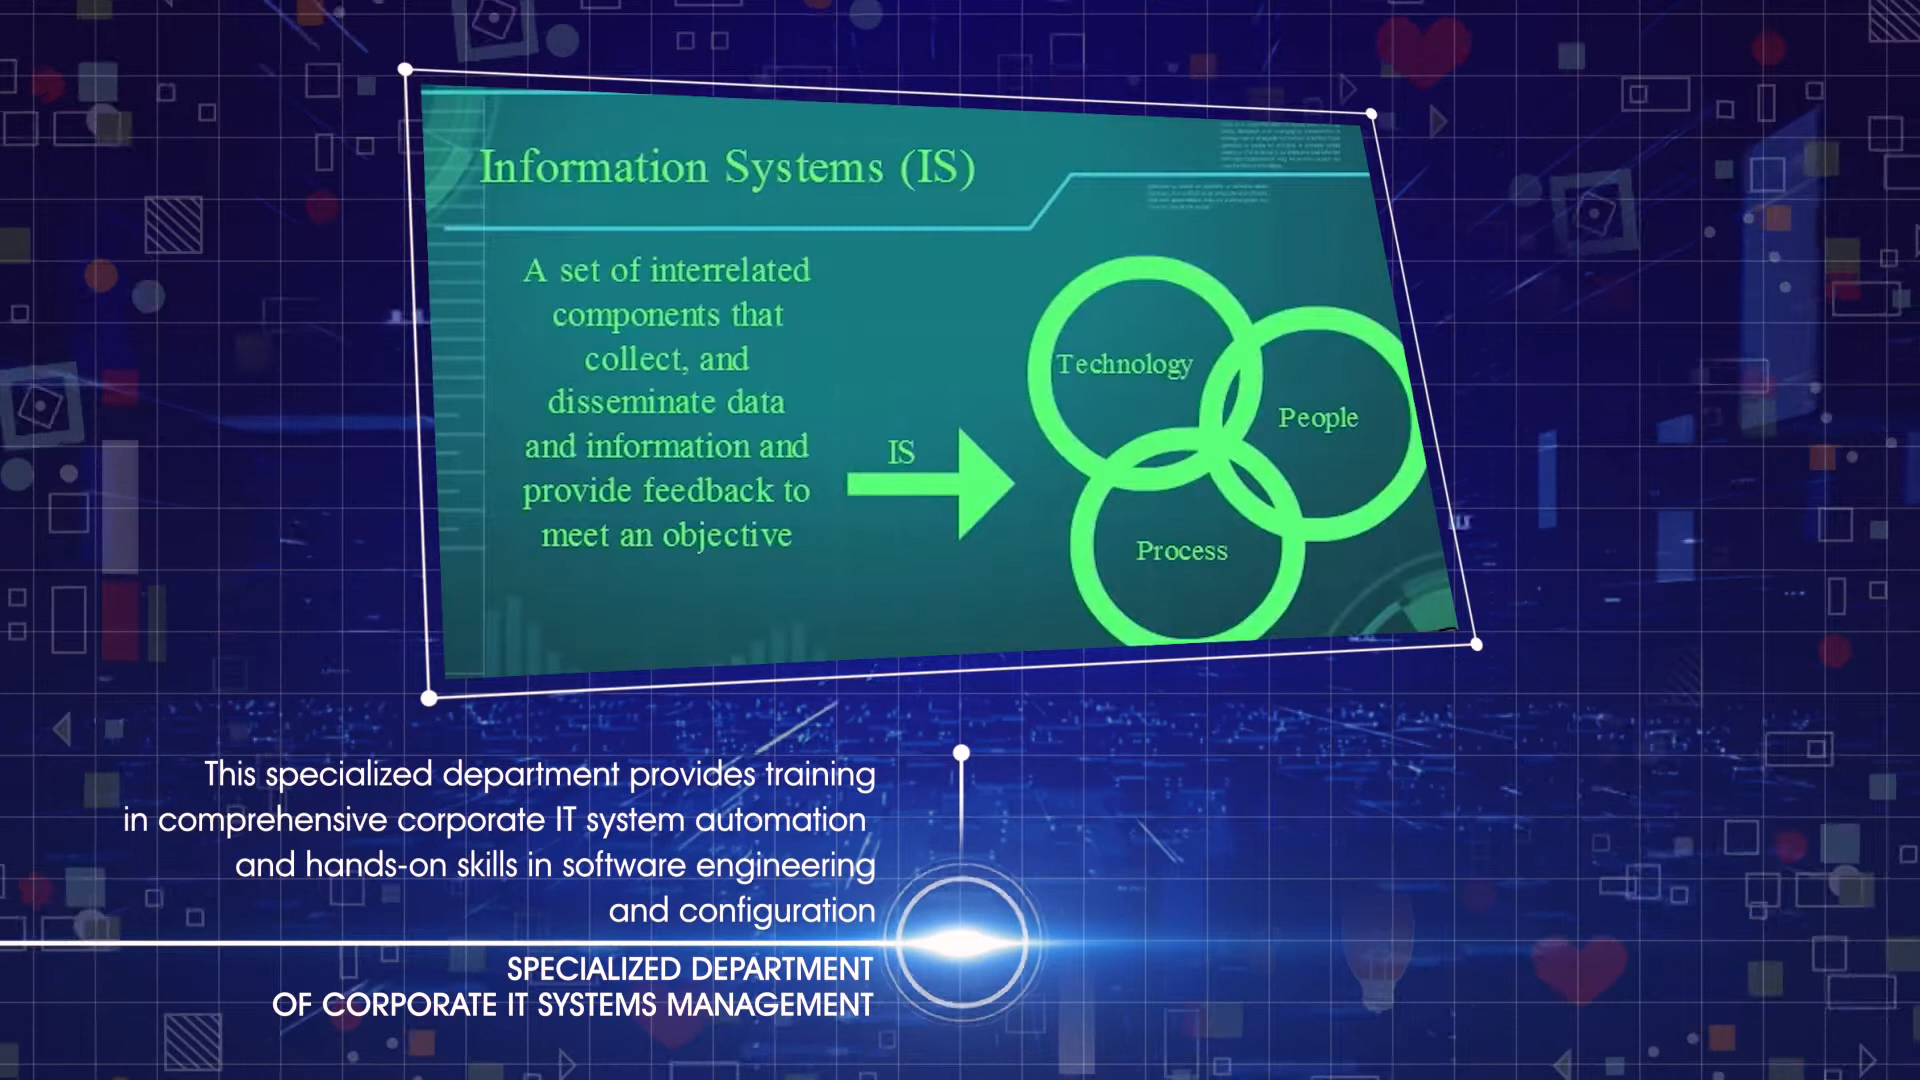 Information Systems (IS)
A set of interrelated
components that
collect, and
disseminate data
and information and
provide feedback to
meet an objective
IS
Technology
People
Process
This specialized department provides training
in comprehensive corporate IT system automation
and hands-on skills in software engineering
and configuration
SPECIALIZED DEPARTMENT
OF CORPORATE IT SYSTEMS MANAGEMENT